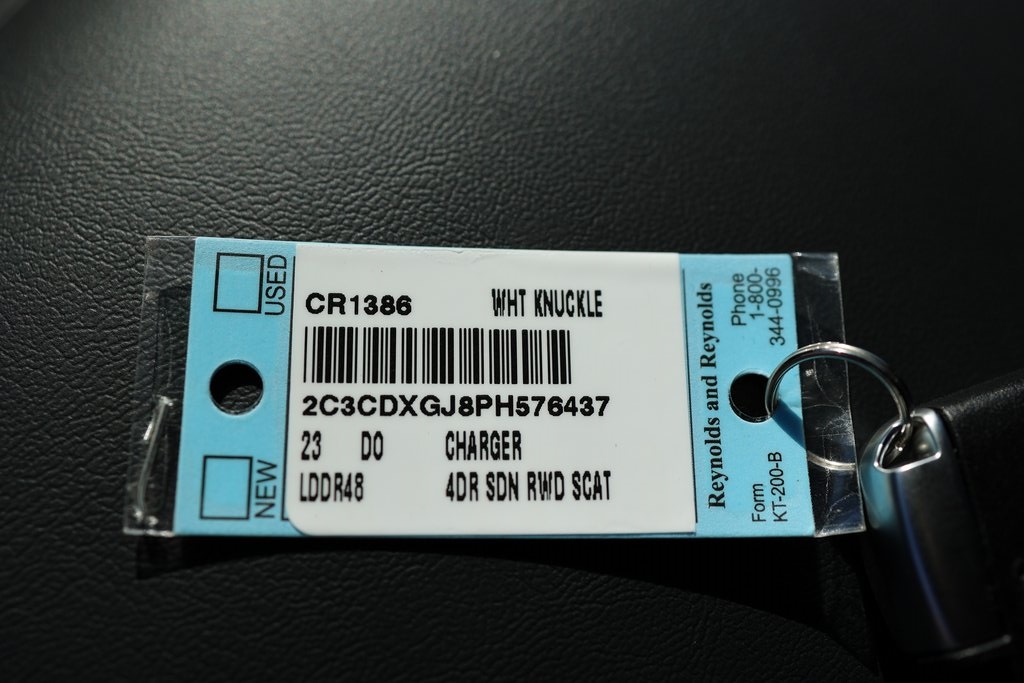 USED
NEW
CR1386 WHT KNUCKLE
2C3CDXGJ8PH576437
23 DO CHARGER
LDDR48 4DR SDN RWD SCAT
Reynolds and Reynolds
Phone
1-800-
344-0996
Form
KT-200-B